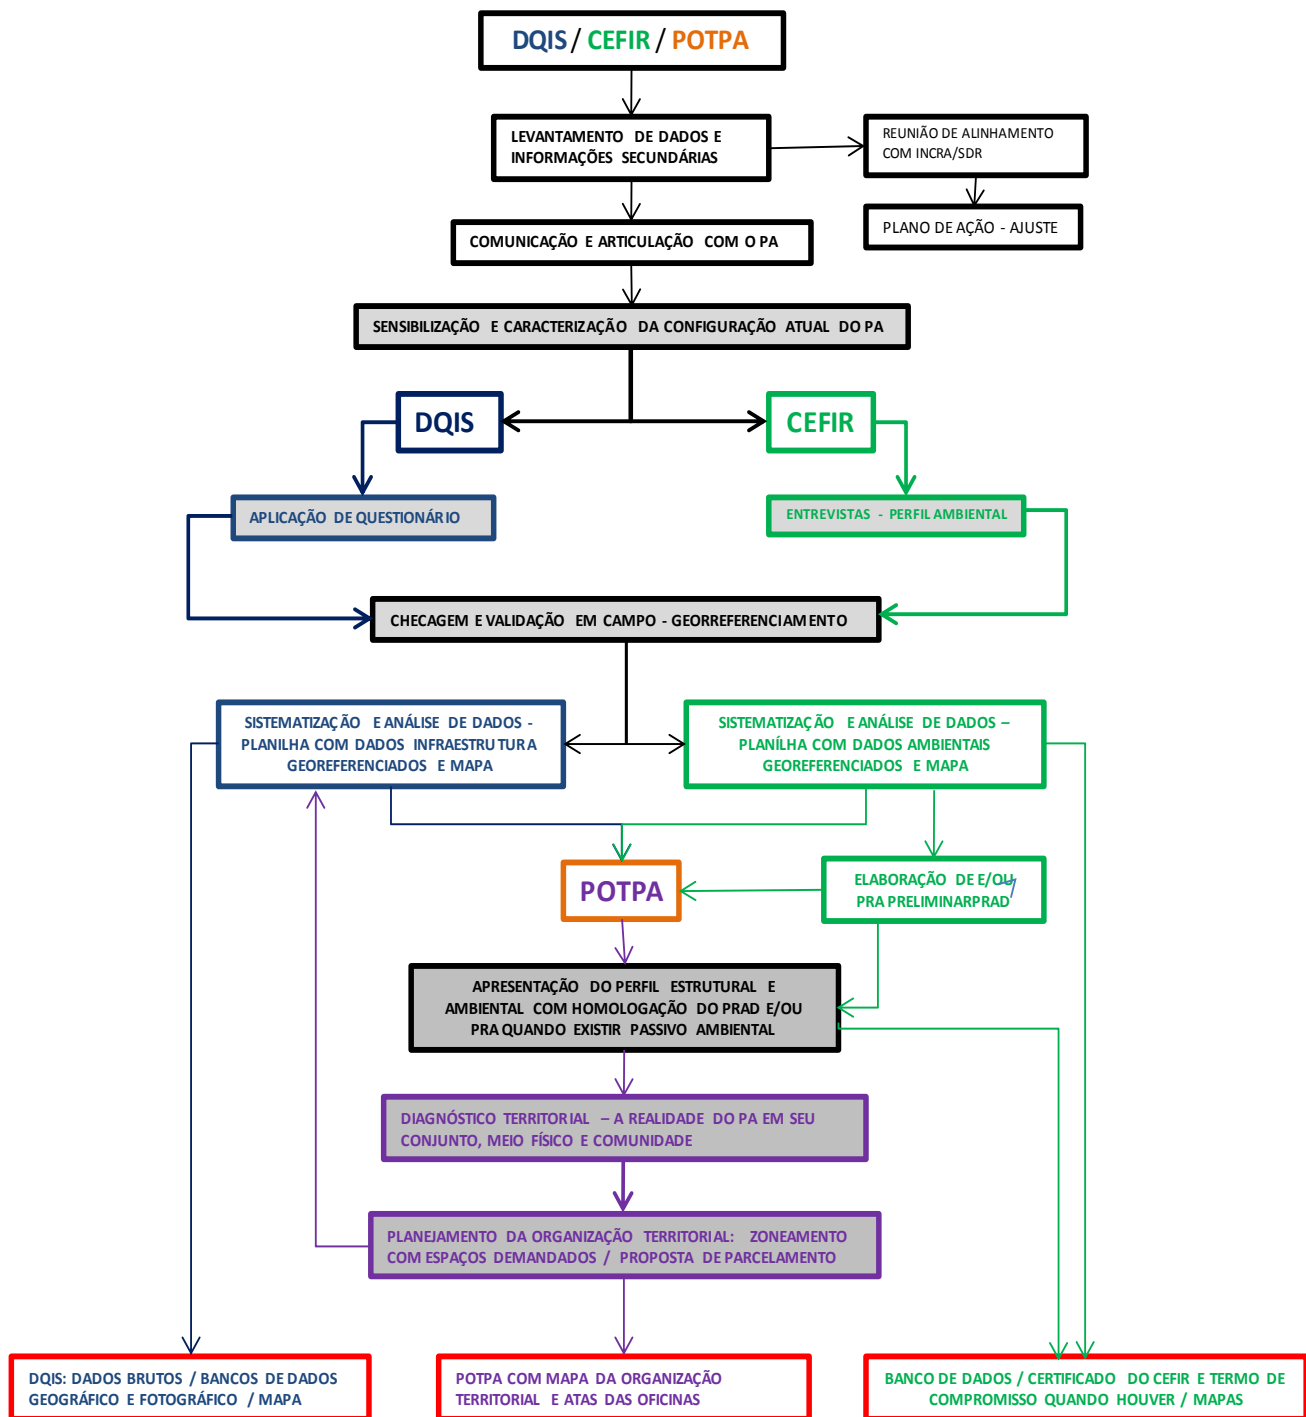 DQIS / CEFIR / POTPA
LEVANTAMENTO DE DADOS E
INFORMAÇÕES SECUNDÁRIAS
REUNIÃO DE ALINHAMENTO
COM INCRA/SDR
PLANO DE AÇÃO - AJUSTE
COMUNICAÇÃO E ARTICULAÇÃO COM O PA
SENSIBILIZAÇÃO E CARACTERIZAÇÃO DA CONFIGURAÇÃO ATUAL DO PA
DQIS
CEFIR
APLICAÇÃO DE QUESTIONÁRIO
ENTREVISTAS - PERFIL AMBIENTAL
CHECAGEM E VALIDAÇÃO EM CAMPO - GEORREFERENCIAMENTO
SISTEMATIZAÇÃO E ANÁLISE DE DADOS -
PLANILHA COM DADOS INFRAESTRUTURA
GEOREFERENCIADOS E MAPA
SISTEMATIZAÇÃO E ANÁLISE DE DADOS –
PLANÍLHA COM DADOS AMBIENTAIS
GEOREFERENCIADOS E MAPA
POTPA
ELABORAÇÃO DE E/OU
PRA PRELIMINARPRAD
APRESENTAÇÃO DO PERFIL ESTRUTURAL E
AMBIENTAL COM HOMOLOGAÇÃO DO PRAD E/OU
PRA QUANDO EXISTIR PASSIVO AMBIENTAL
DIAGNÓSTICO TERRITORIAL – A REALIDADE DO PA EM SEU
CONJUNTO, MEIO FÍSICO E COMUNIDADE
PLANEJAMENTO DA ORGANIZAÇÃO TERRITORIAL: ZONEAMENTO
COM ESPAÇOS DEMANDADOS / PROPOSTA DE PARCELAMENTO
DQIS: DADOS BRUTOS / BANCOS DE DADOS
GEOGRÁFICO E FOTOGRÁFICO / MAPA
POTPA COM MAPA DA ORGANIZAÇÃO
TERRITORIAL E ATAS DAS OFICINAS
BANCO DE DADOS / CERTIFICADO DO CEFIR E TERMO DE
COMPROMISSO QUANDO HOUVER / MAPAS